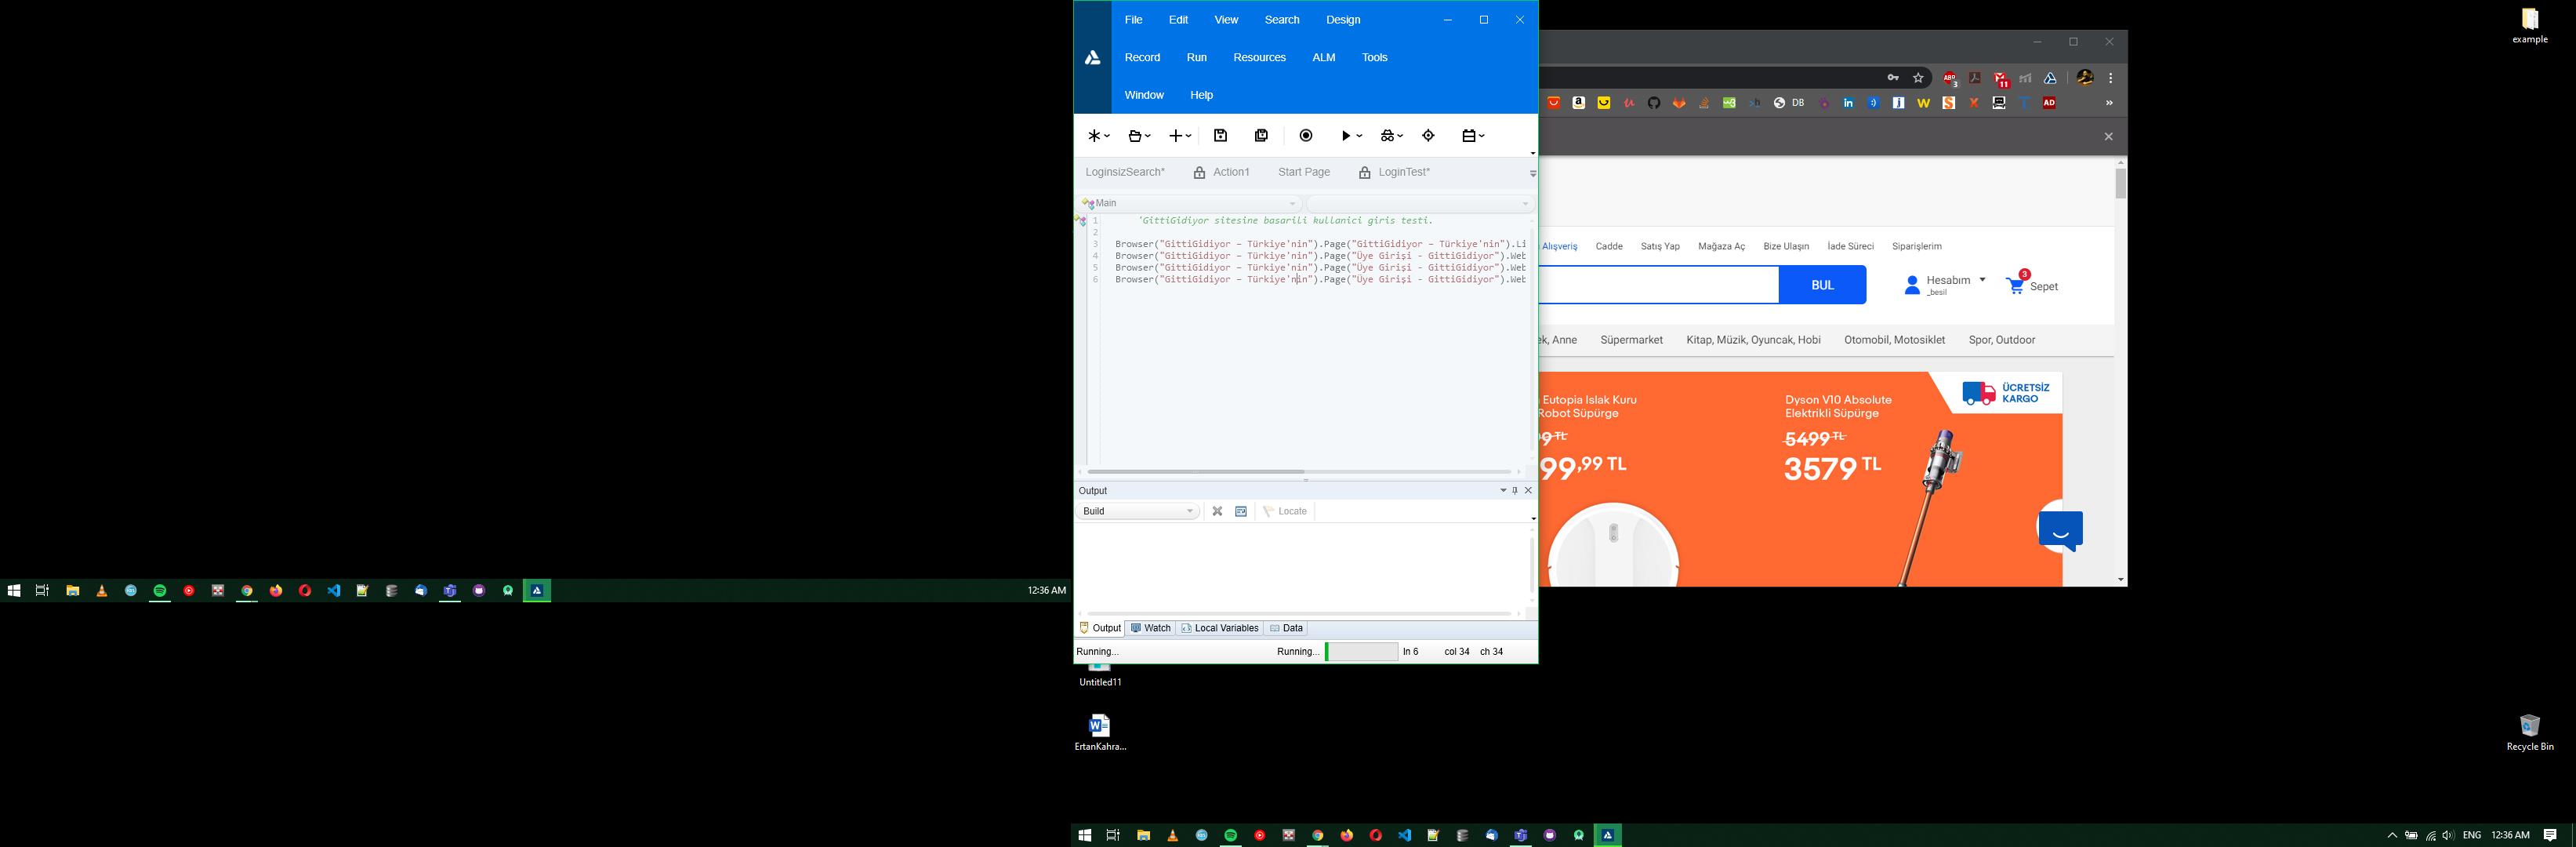 File Edit View Search Design
Record Run Resources ALM Tools
Window Help
LoginsizSearch* Action1 Start Page LoginTest*
Main
1 'GittiGidiyor sitesine basarili kullanici giris testi.
2
3 Browser("GittiGidiyor – Türkiye'nin").Page("GittiGidiyor – Türkiye'nin").Li
4 Browser("GittiGidiyor – Türkiye'nin").Page("Üye Girişi - GittiGidiyor").Web
5 Browser("GittiGidiyor – Türkiye'nin").Page("Üye Girişi - GittiGidiyor").Web
6 Browser("GittiGidiyor – Türkiye'nin").Page("Üye Girişi - GittiGidiyor").Web
Output
Build Locate
Output Watch Local Variables Data
Running... Running... ln 6 col 34 ch 34
ABP 3 11
DB AD
Alışveriş Cadde Satış Yap Mağaza Aç Bize Ulaşın İade Süreci Siparişlerim
BUL Hesabım 3 Sepet
_besil
ek, Anne Süpermarket Kitap, Müzik, Oyuncak, Hobi Otomobil, Motosiklet Spor, Outdoor
ÜCRETSİZ
KARGO
Eutopia Islak Kuru
Robot Süpürge
9 TL
99,99 TL
Dyson V10 Absolute
Elektrikli Süpürge
5499 TL
3579 TL
example
Untitled11
ErtanKahra...
Recycle Bin
12:36 AM
ENG 12:36 AM